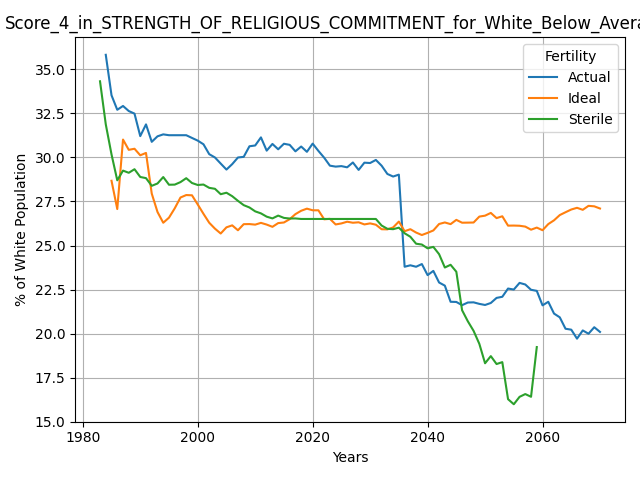 Score_4_in_STRENGTH_OF_RELIGIOUS_COMMITMENT_for_White_Below_Avera
Fertility
Actual
Ideal
Sterile
% of White Population
35.0
32.5
30.0
27.5
25.0
22.5
20.0
17.5
15.0
1980
2000
2020
2040
2060
Years